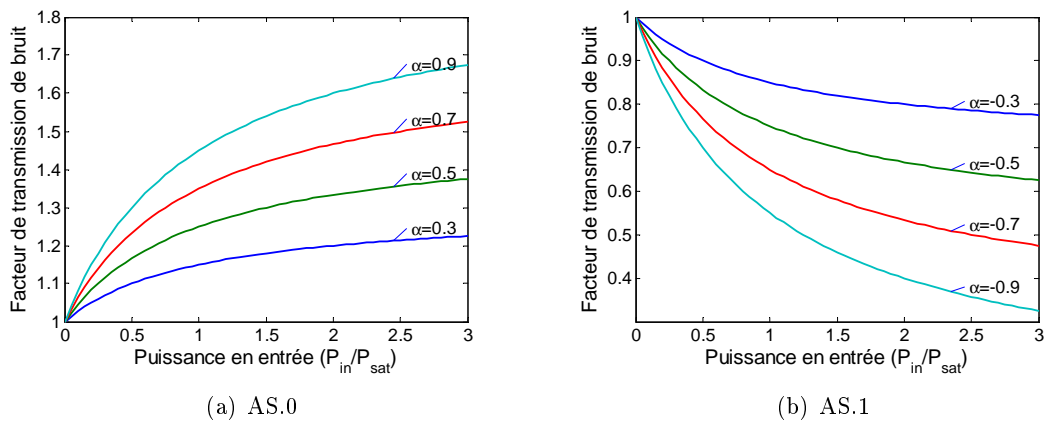 Facteur de transmission de bruit
1.8
1.7
1.6
1.5
1.4
1.3
1.2
1.1
1
α=0.9
α=0.7
α=0.5
α=0.3
0 0.5 1 1.5 2 2.5 3
Puissance en entrée (P_in/P_sat)
(a) AS.0
Facteur de transmission de bruit
1
0.9
0.8
0.7
0.6
0.5
0.4
α=-0.3
α=-0.5
α=-0.7
α=-0.9
0 0.5 1 1.5 2 2.5 3
Puissance en entrée (P_in/P_sat)
(b) AS.1